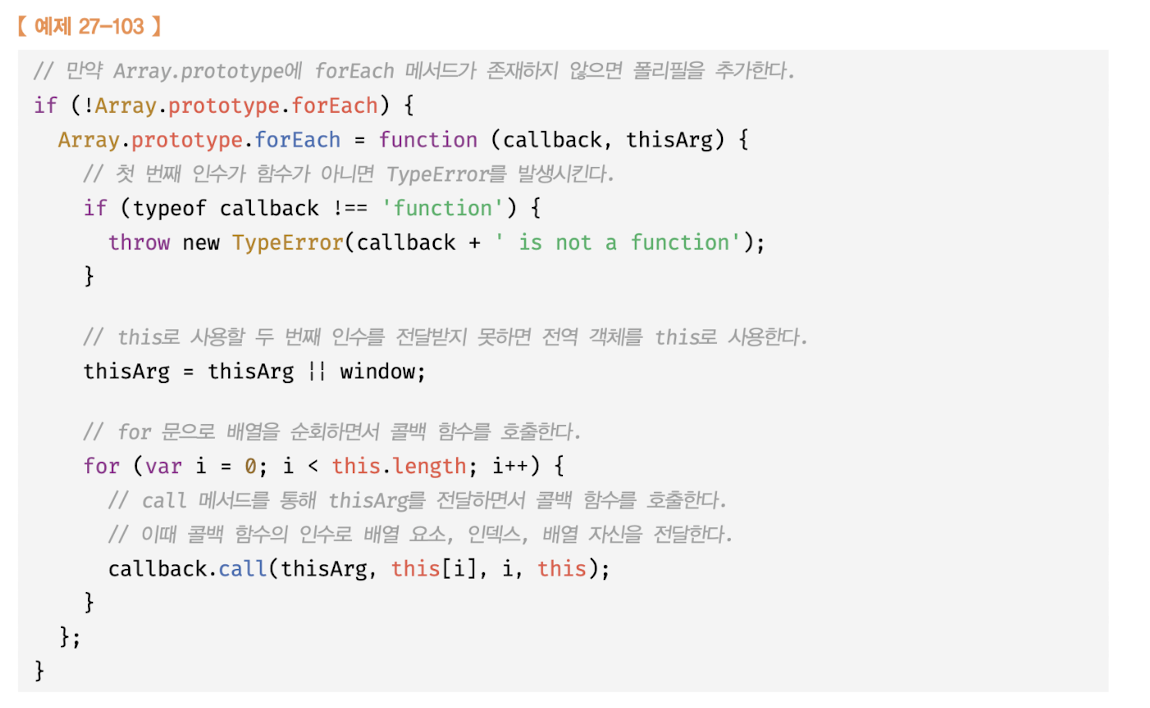 【 예제 27-103 】
// 만약 Array.prototype에 forEach 메서드가 존재하지 않으면 폴리필을 추가한다.
if (!Array.prototype.forEach) {
  Array.prototype.forEach = function (callback, thisArg) {
    // 첫 번째 인수가 함수가 아니면 TypeError를 발생시킨다.
    if (typeof callback !== 'function') {
      throw new TypeError(callback + ' is not a function');
    }

    // this로 사용할 두 번째 인수를 전달받지 못하면 전역 객체를 this로 사용한다.
    thisArg = thisArg || window;

    // for 문으로 배열을 순회하면서 콜백 함수를 호출한다.
    for (var i = 0; i < this.length; i++) {
      // call 메서드를 통해 thisArg를 전달하면서 콜백 함수를 호출한다.
      // 이때 콜백 함수의 인수로 배열 요소, 인덱스, 배열 자신을 전달한다.
      callback.call(thisArg, this[i], i, this);
    }
  };
}